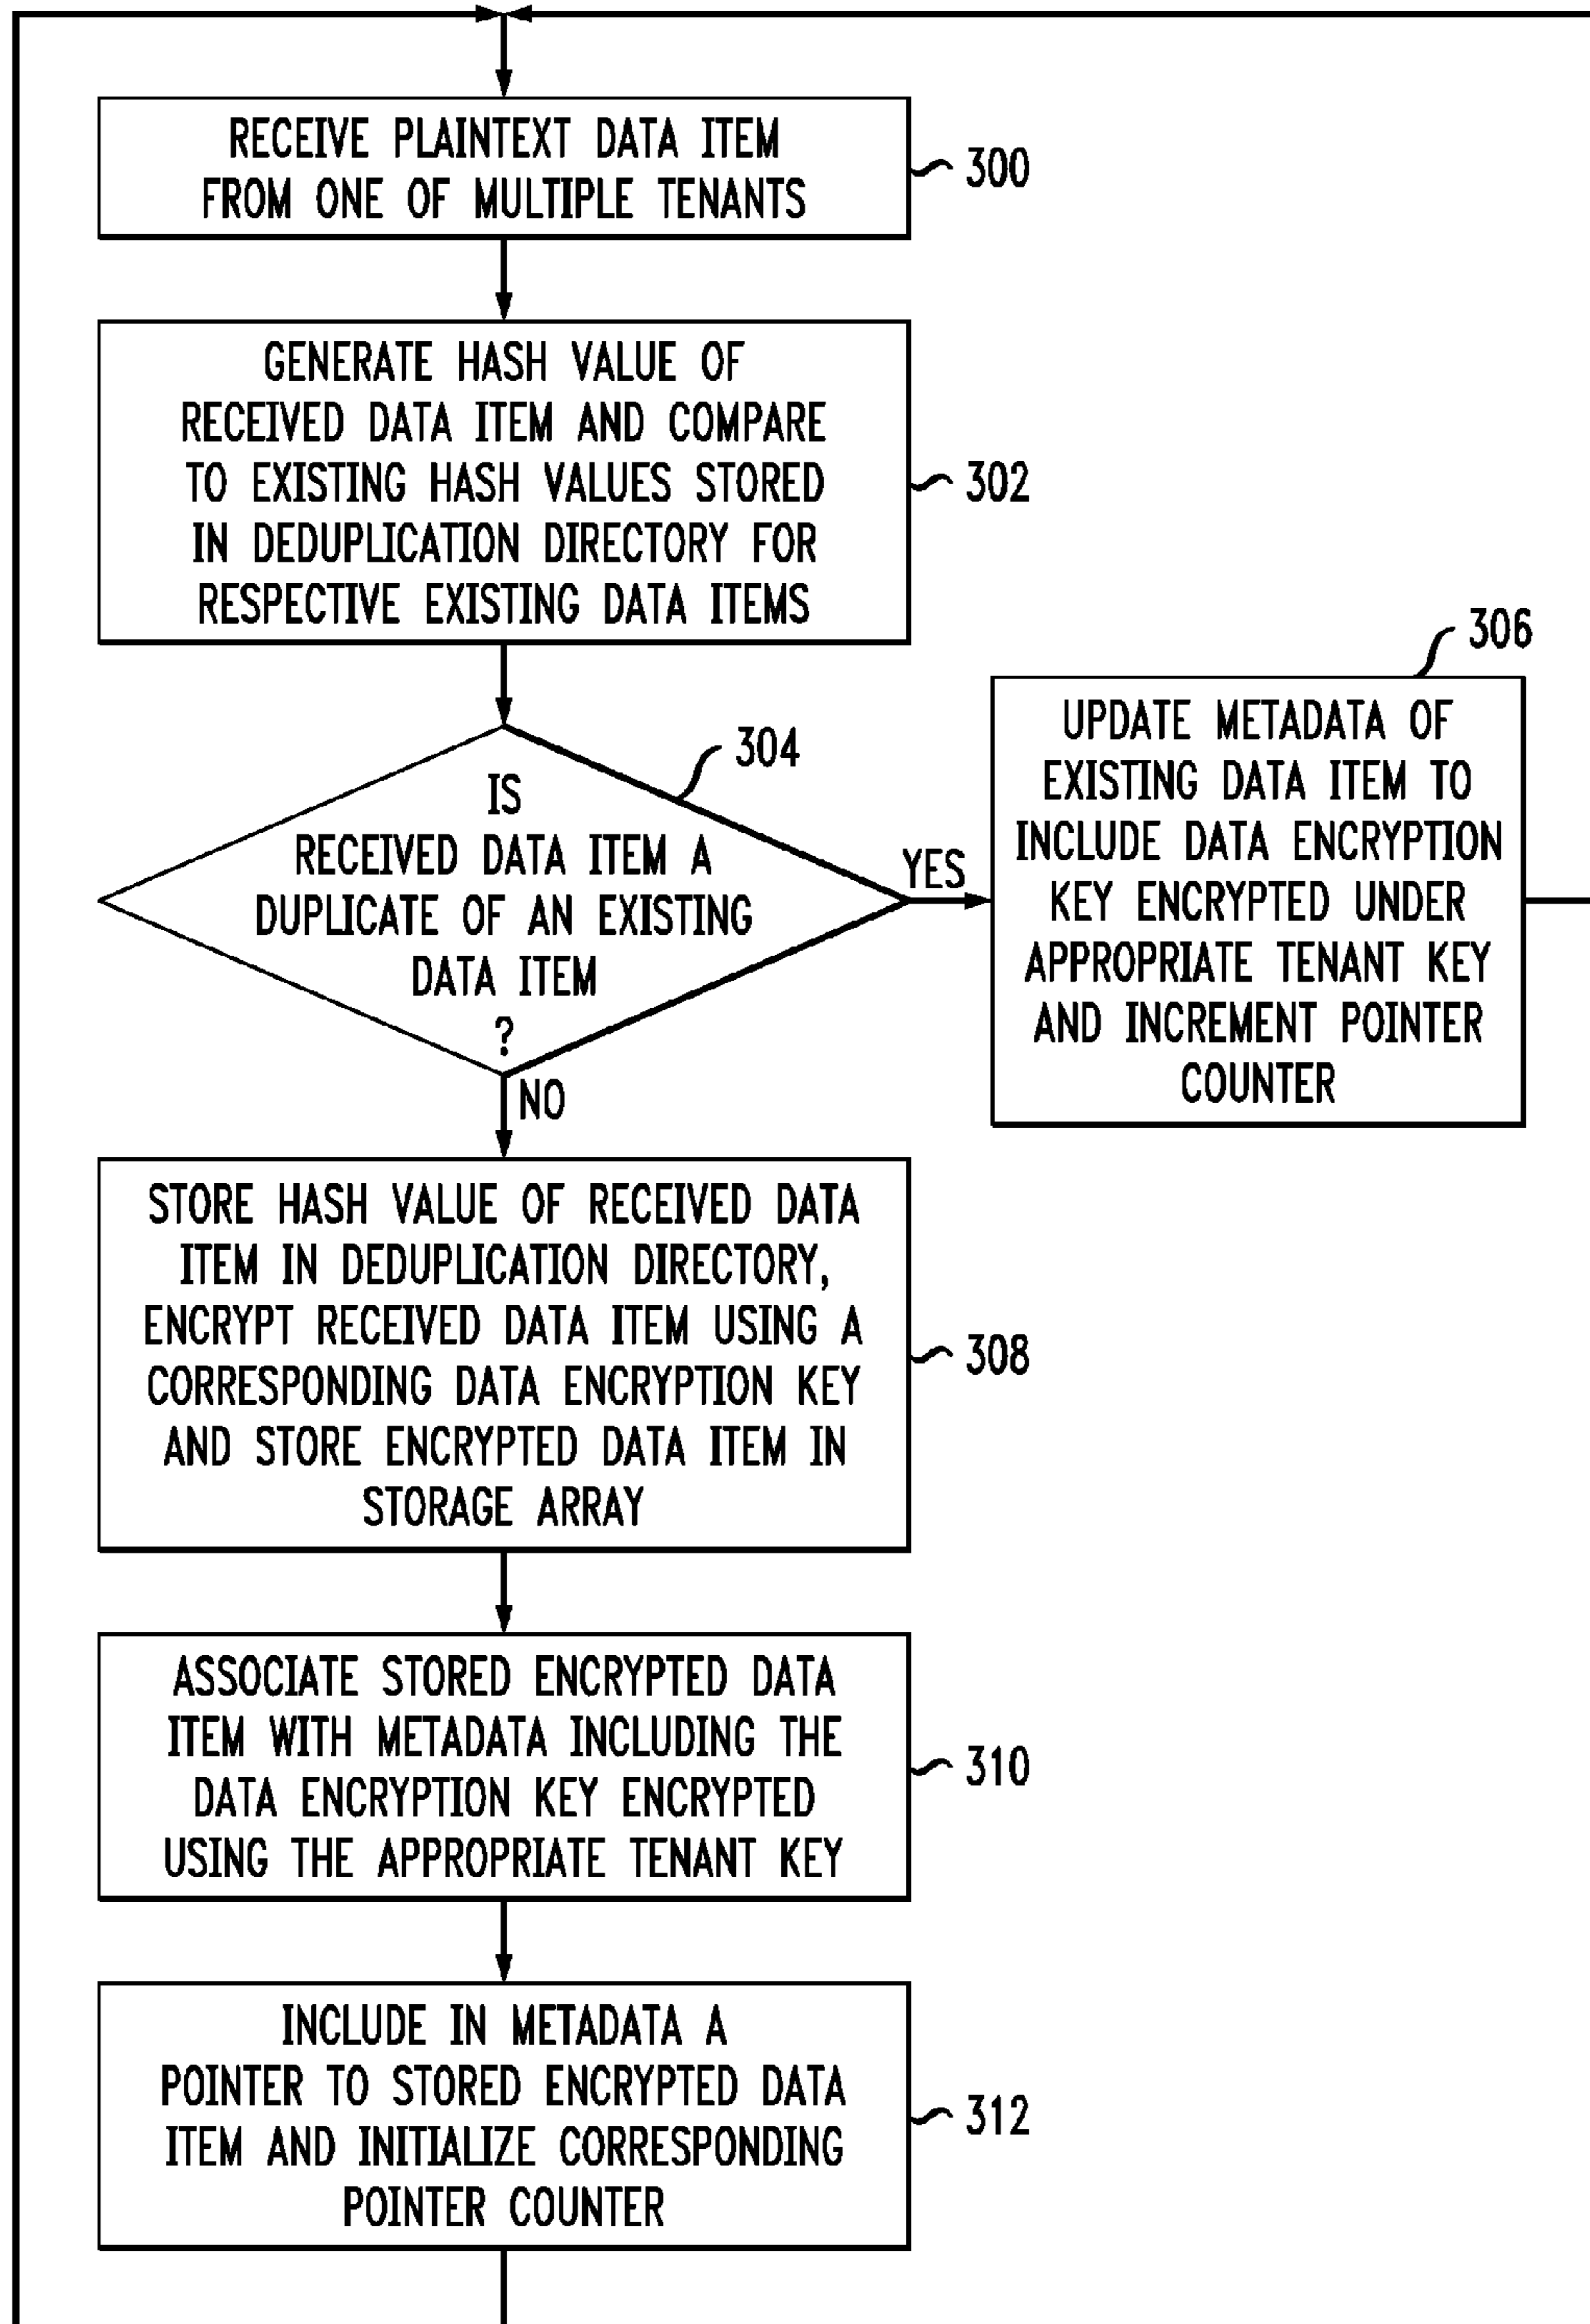 RECEIVE PLAINTEXT DATA ITEM
FROM ONE OF MULTIPLE TENANTS
300
GENERATE HASH VALUE OF
RECEIVED DATA ITEM AND COMPARE
TO EXISTING HASH VALUES STORED
IN DEDUPLICATION DIRECTORY FOR
RESPECTIVE EXISTING DATA ITEMS
302
304
IS
RECEIVED DATA ITEM A
DUPLICATE OF AN EXISTING
DATA ITEM
?
YES
NO
306
UPDATE METADATA OF
EXISTING DATA ITEM TO
INCLUDE DATA ENCRYPTION
KEY ENCRYPTED UNDER
APPROPRIATE TENANT KEY
AND INCREMENT POINTER
COUNTER
STORE HASH VALUE OF RECEIVED DATA
ITEM IN DEDUPLICATION DIRECTORY,
ENCRYPT RECEIVED DATA ITEM USING A
CORRESPONDING DATA ENCRYPTION KEY
AND STORE ENCRYPTED DATA ITEM IN
STORAGE ARRAY
308
ASSOCIATE STORED ENCRYPTED DATA
ITEM WITH METADATA INCLUDING THE
DATA ENCRYPTION KEY ENCRYPTED
USING THE APPROPRIATE TENANT KEY
310
INCLUDE IN METADATA A
POINTER TO STORED ENCRYPTED DATA
ITEM AND INITIALIZE CORRESPONDING
POINTER COUNTER
312